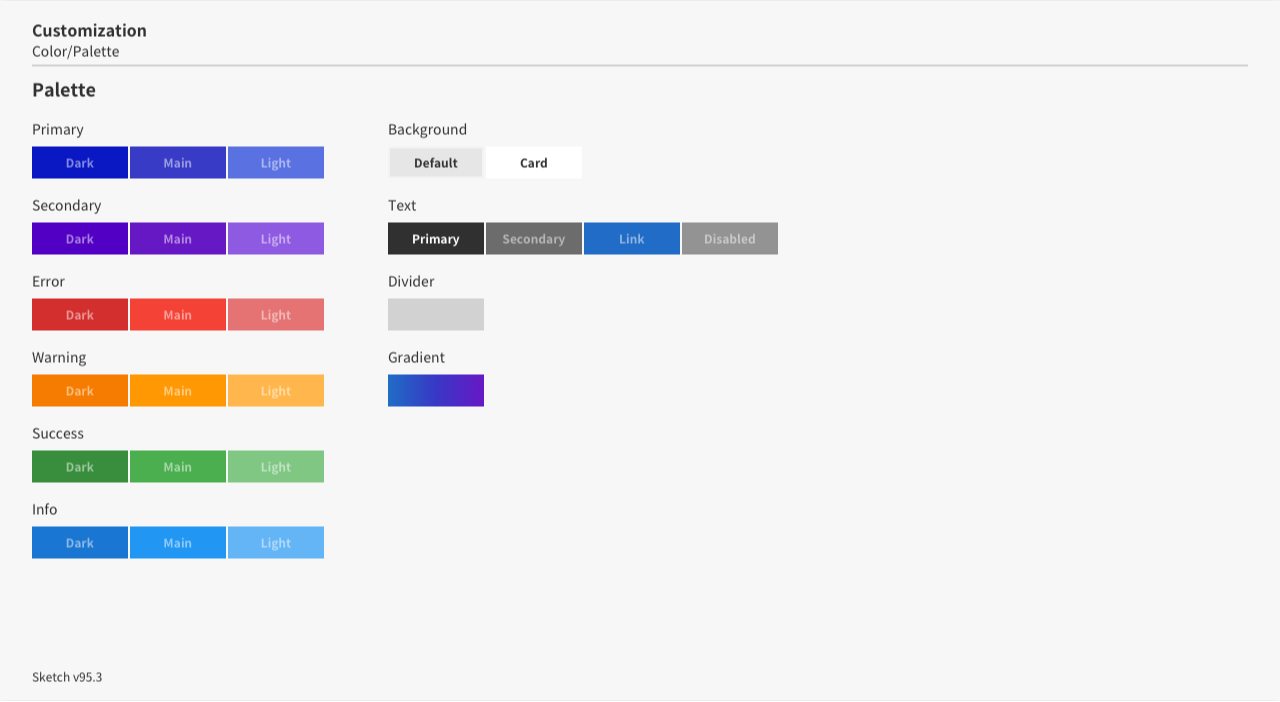 Customization
Color/Palette
Palette
Primary
Dark Main Light
Secondary
Dark Main Light
Error
Dark Main Light
Warning
Dark Main Light
Success
Dark Main Light
Info
Dark Main Light
Background
Default Card
Text
Primary Secondary Link Disabled
Divider
Gradient
Sketch v95.3